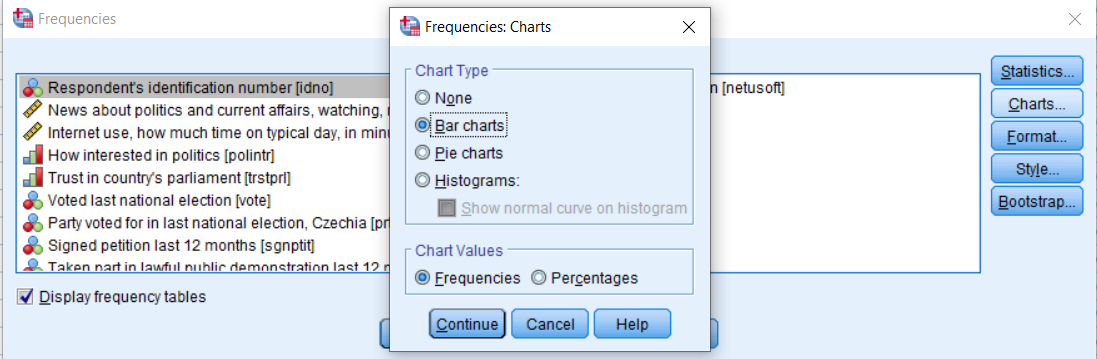 Frequencies
Frequencies: Charts
Respondent's identification number [idno]
News about politics and current affairs, watching,
Internet use, how much time on typical day, in
How interested in politics [polintr]
Trust in country's parliament [trstprl]
Voted last national election [vote]
Party voted for in last national election, Czechia
Signed petition last 12 months [sgnptit]
Taken part in lawful public demonstration last 12
Display frequency tables
Chart Type
None
Bar charts
Pie charts
Histograms:
Show normal curve on histogram
Chart Values
Frequencies Percentages
Continue Cancel Help
[netusoft]
Statistics...
Charts...
Format...
Style...
Bootstrap...